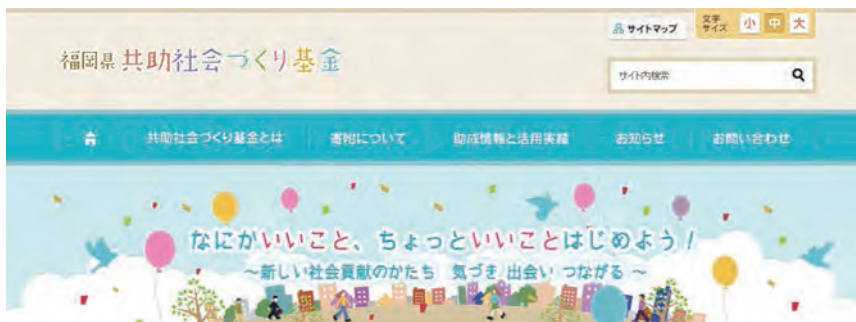 サイトマップ
文字サイズ 小 中 大
福岡県 共助社会づくり基金
サイト内検索
共助社会づくり基金とは 寄附について 助成情報と活用実績 お知らせ お問い合わせ
なにかいいこと、ちょっといいことはじめよう！
～新しい社会貢献のかたち 気づき 出会い つながる～